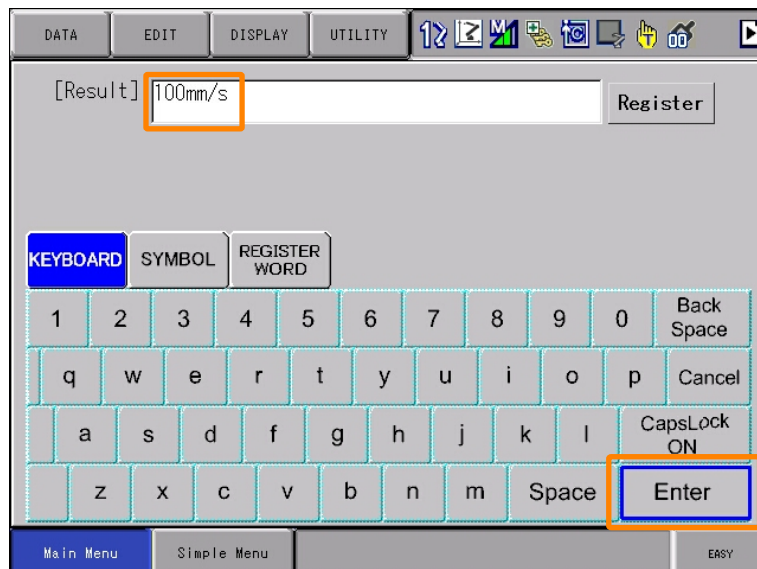 DATA EDIT DISPLAY UTILITY
[Result] 100mm/s Register
KEYBOARD SYMBOL REGISTER WORD
1 2 3 4 5 6 7 8 9 0 Back Space
q w e r t y u i o p Cancel
a s d f g h j k l CapsLock ON
z x c v b n m Space Enter
Main Menu Simple Menu EASY